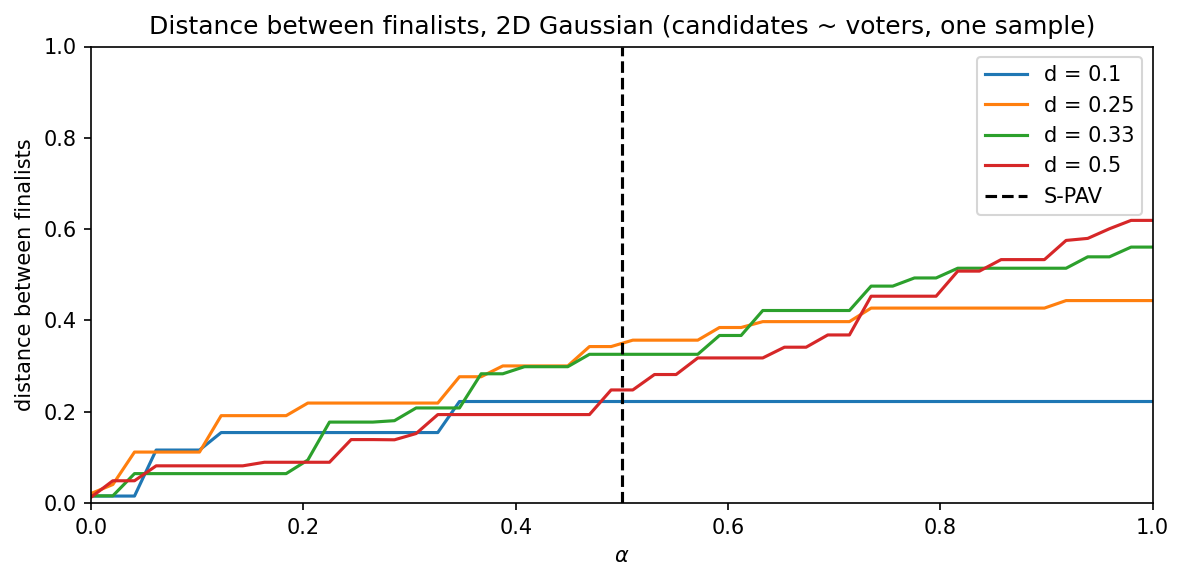 Distance between finalists, 2D Gaussian (candidates ~ voters, one sample)
1.0
0.8
0.6
0.4
0.2
0.0
distance between finalists
d = 0.1
d = 0.25
d = 0.33
d = 0.5
S-PAV
0.0 0.2 0.4 0.6 0.8 1.0
α